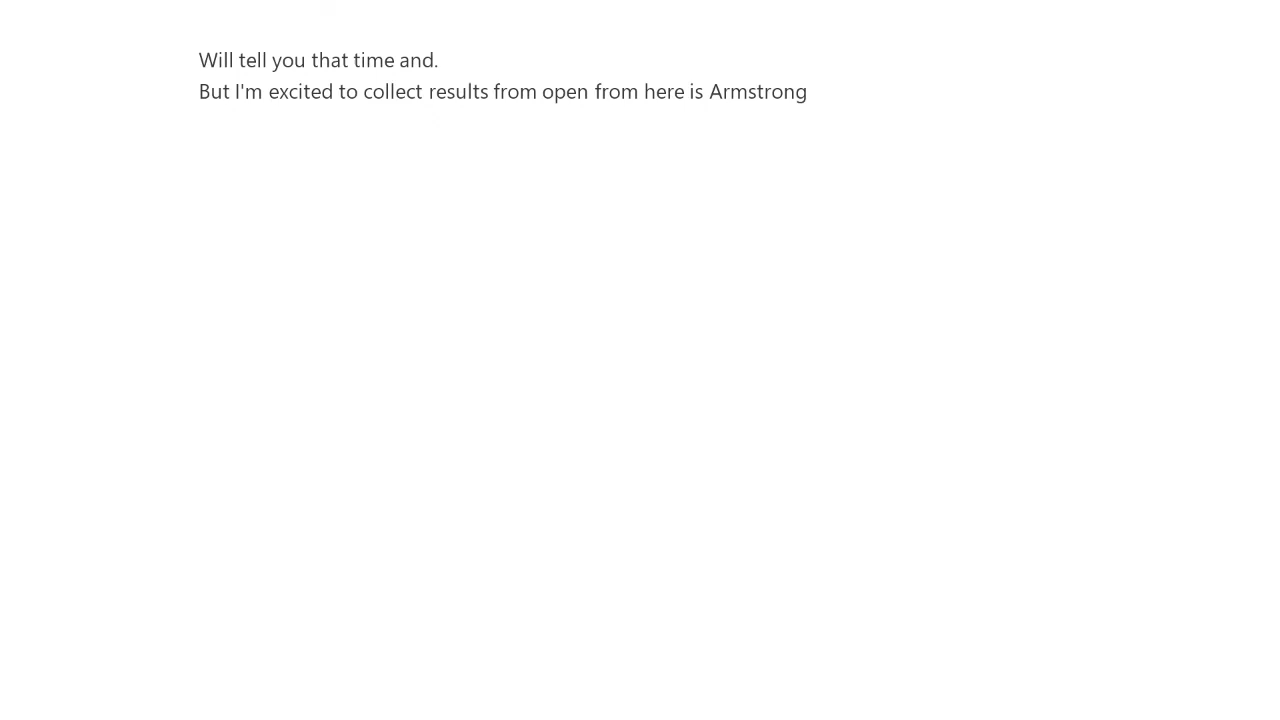 Will tell you that time and.
But I'm excited to collect results from open from here is Armstrong